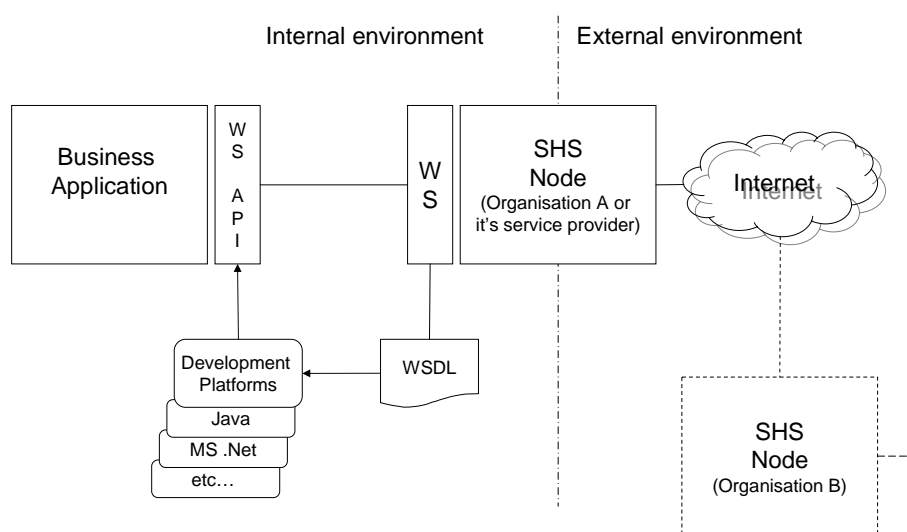 Internal environment
External environment
Business
Application
W
S
A
P
I
W
S
SHS
Node
(Organisation A or
it's service provider)
Internet
Internet
Development
Platforms
Java
MS .Net
etc…
WSDL
SHS
Node
(Organisation B)